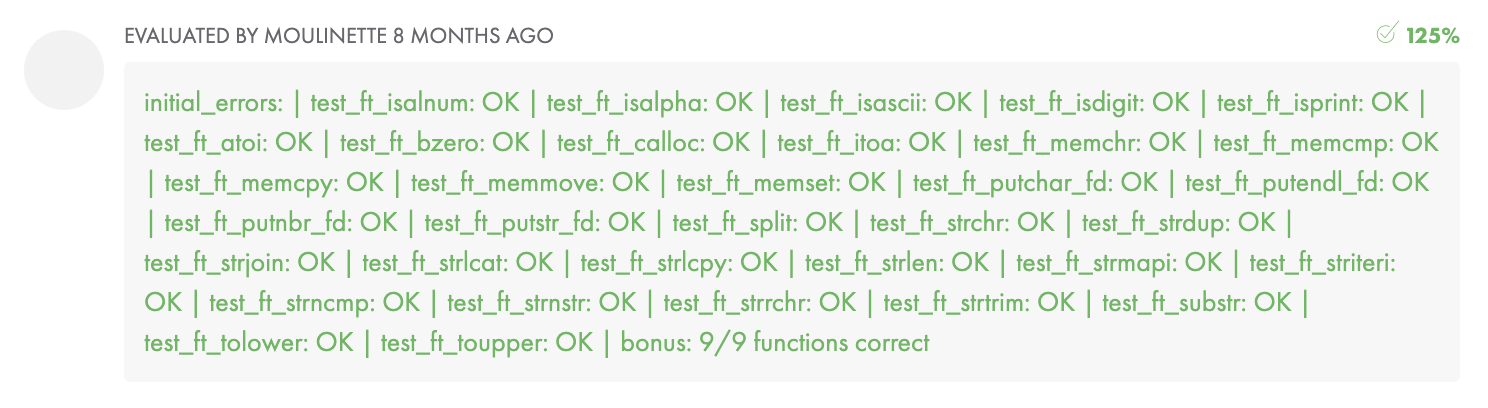 EVALUATED BY MOULINETTE 8 MONTHS AGO 125%
initial_errors: | test_ft_isalnum: OK | test_ft_isalpha: OK | test_ft_isascii: OK | test_ft_isdigit: OK | test_ft_isprint: OK |
test_ft_atoi: OK | test_ft_bzero: OK | test_ft_calloc: OK | test_ft_itoa: OK | test_ft_memchr: OK | test_ft_memcmp: OK
| test_ft_memcpy: OK | test_ft_memmove: OK | test_ft_memset: OK | test_ft_putchar_fd: OK | test_ft_putendl_fd: OK
| test_ft_putnbr_fd: OK | test_ft_putstr_fd: OK | test_ft_split: OK | test_ft_strchr: OK | test_ft_strdup: OK |
test_ft_strjoin: OK | test_ft_strlcat: OK | test_ft_strlcpy: OK | test_ft_strlen: OK | test_ft_strmapi: OK | test_ft_striteri:
OK | test_ft_strncmp: OK | test_ft_strnstr: OK | test_ft_strrchr: OK | test_ft_strtrim: OK | test_ft_substr: OK |
test_ft_tolower: OK | test_ft_toupper: OK | bonus: 9/9 functions correct